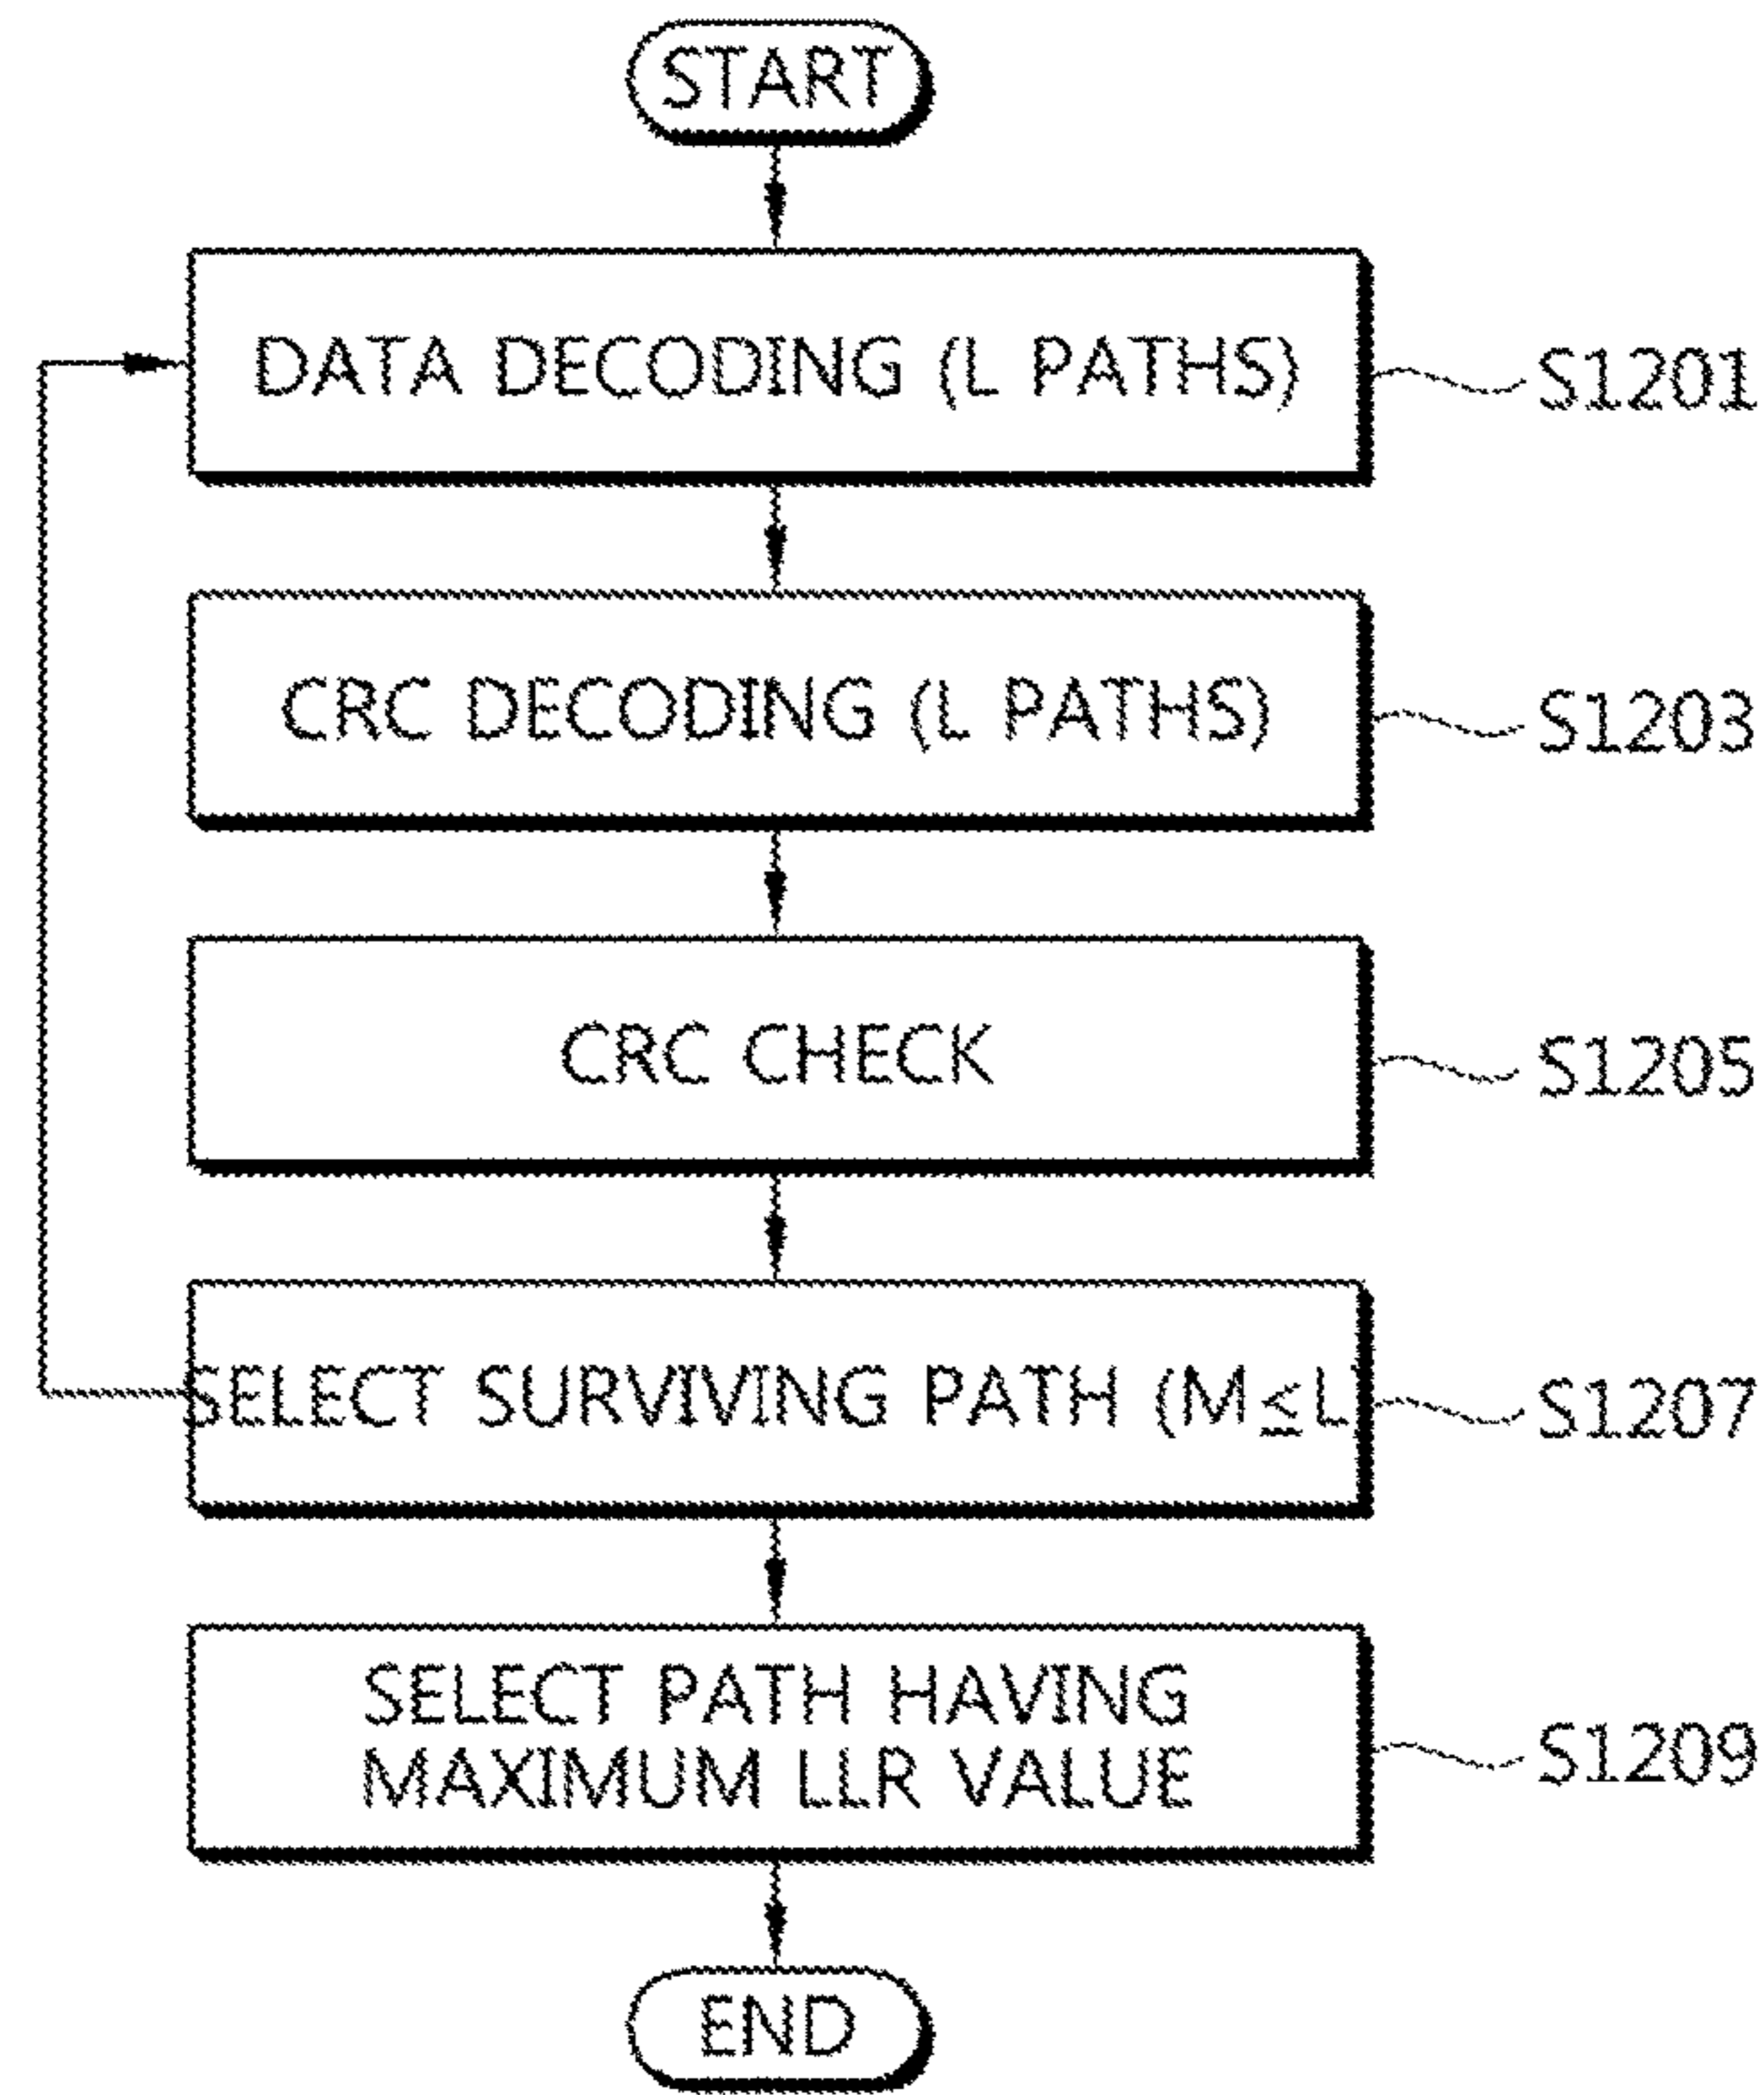 START
DATA DECODING (L PATHS)
S1201
CRC DECODING (L PATHS)
S1203
CRC CHECK
S1205
SELECT SURVIVING PATH (M≤L)
S1207
SELECT PATH HAVING
MAXIMUM LLR VALUE
S1209
END